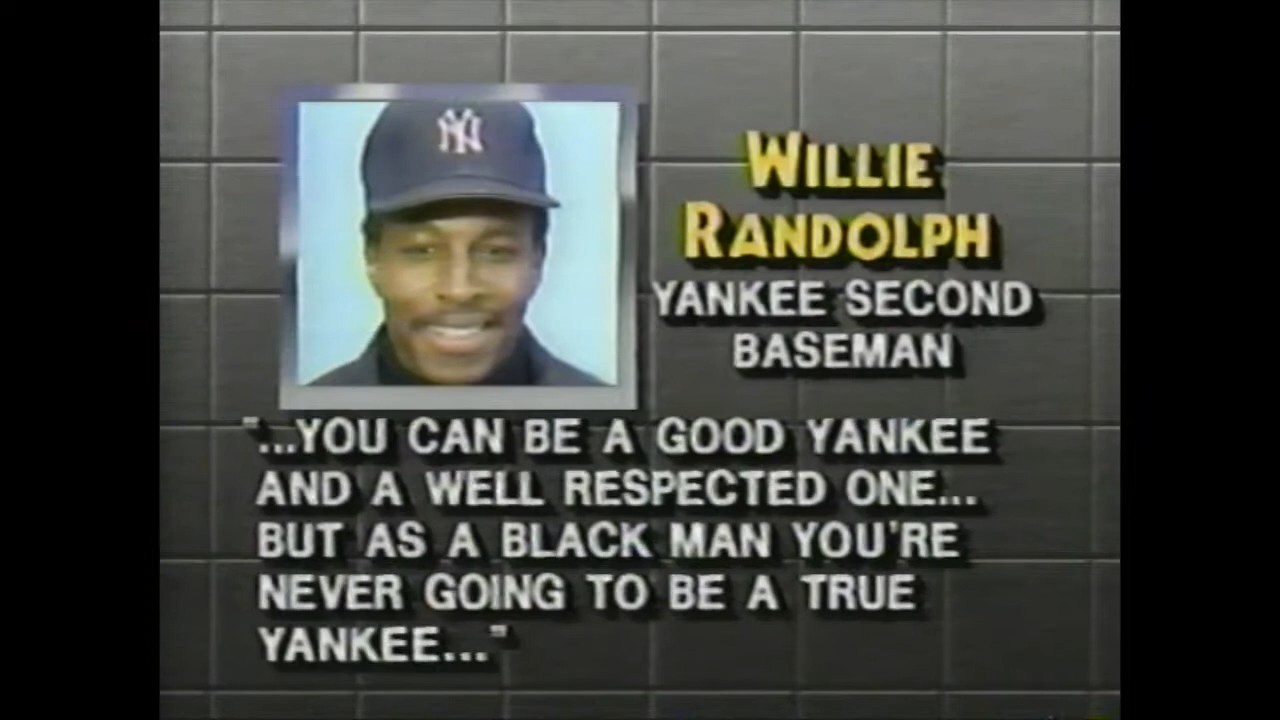 NY
WILLIE
RANDOLPH
YANKEE SECOND
BASEMAN
"...YOU CAN BE A GOOD YANKEE
AND A WELL RESPECTED ONE...
BUT AS A BLACK MAN YOU'RE
NEVER GOING TO BE A TRUE
YANKEE..."